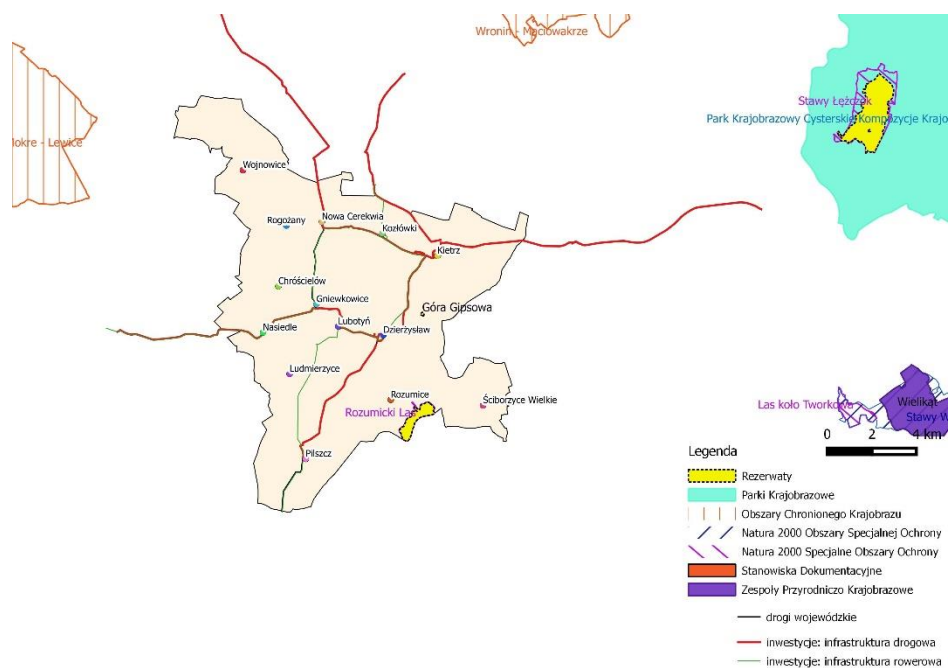 Wronin - Maciowakrze
Stawy Łężczok
Park Krajobrazowy Cysterskie Kompozycje Krajo
łokre - Lewice
Wojnowice
Rogożany
Nowa Cerekwia
Kozłówki
Kietrz
Chróścielów
Gniewkowice
Góra Gipsowa
Nasiedle
Lubotyń
Dzierżysław
Ludmierzyce
Rozumice
Ściborzyce Wielkie
Rozumicki Las
Las koło Tworkowa
Wielikąt
Stawy W
Pilszcz
0 2 4 km
Legenda
Rezerwaty
Parki Krajobrazowe
Obszary Chronionego Krajobrazu
Natura 2000 Obszary Specjalnej Ochrony
Natura 2000 Specjalne Obszary Ochrony
Stanowiska Dokumentacyjne
Zespoły Przyrodniczo Krajobrazowe
drogi wojewódzkie
inwestycje: infrastruktura drogowa
inwestycje: infrastruktura rowerowa